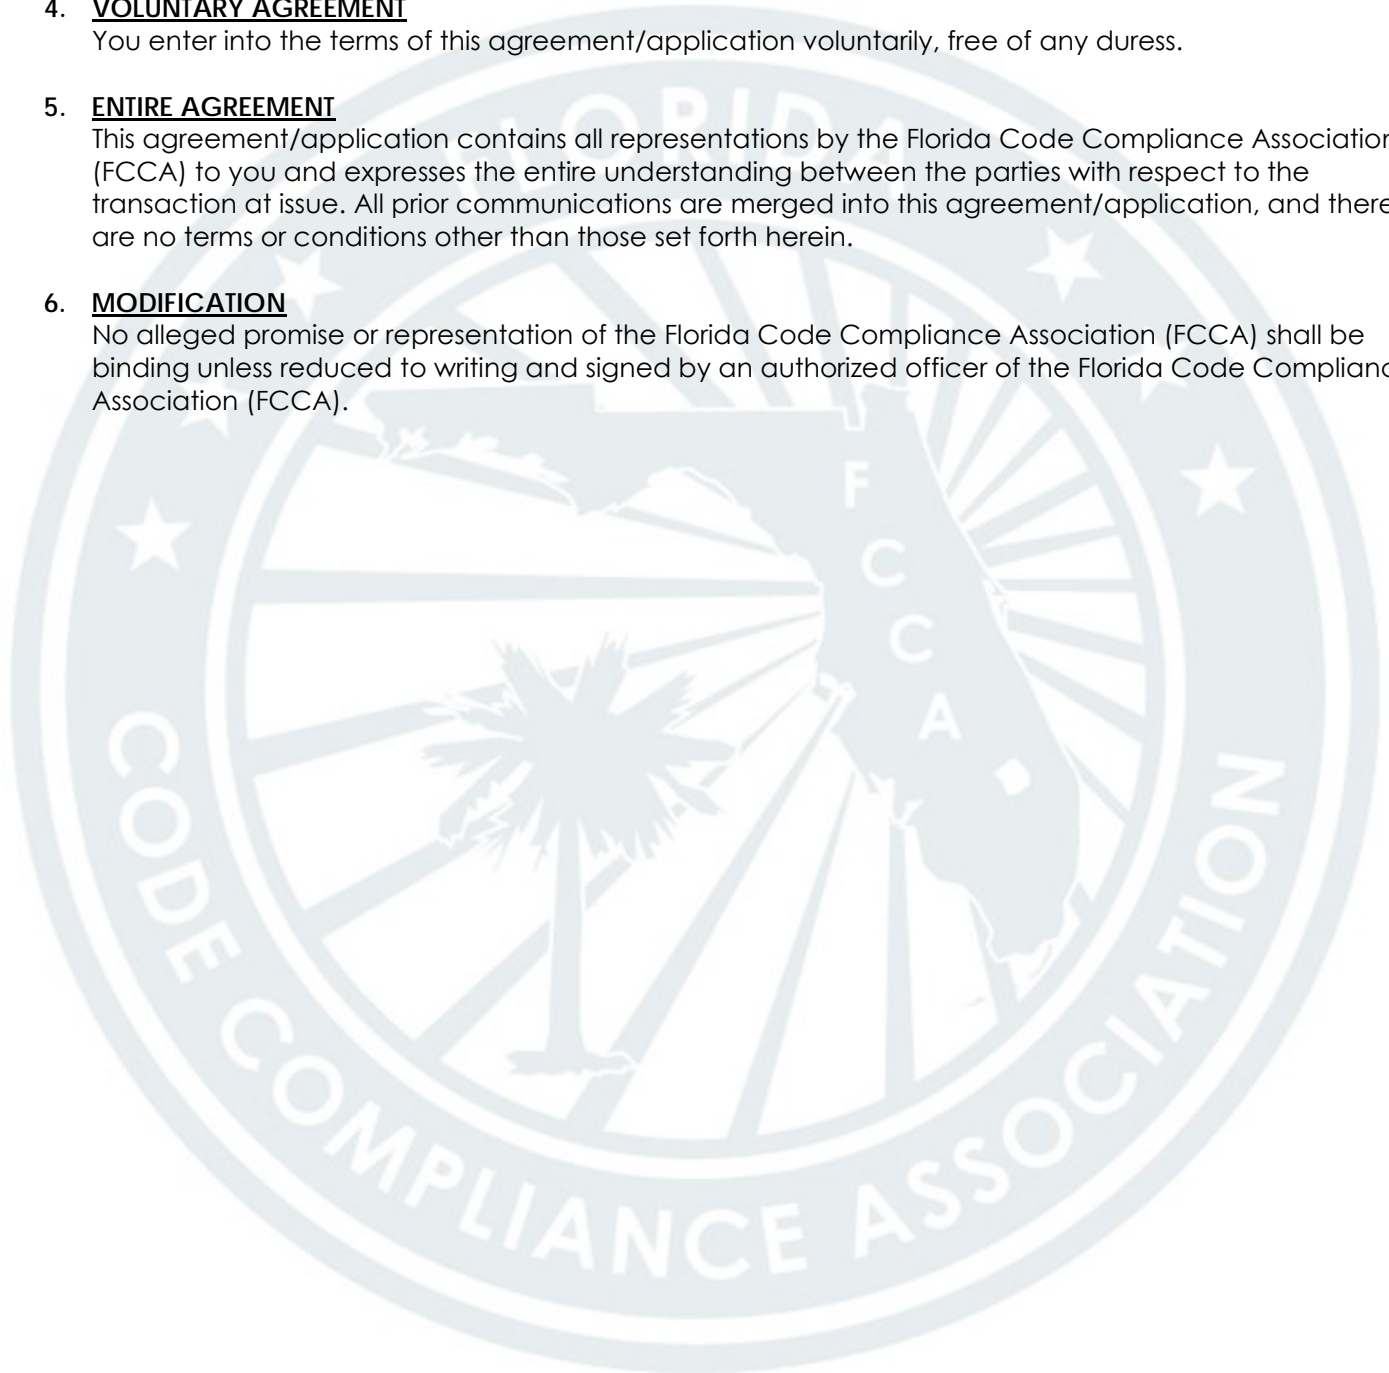 4. VOLUNTARY AGREEMENT
You enter into the terms of this agreement/application voluntarily, free of any duress.
5. ENTIRE AGREEMENT
This agreement/application contains all representations by the Florida Code Compliance Association
(FCCA) to you and expresses the entire understanding between the parties with respect to the
transaction at issue. All prior communications are merged into this agreement/application, and there
are no terms or conditions other than those set forth herein.
6. MODIFICATION
No alleged promise or representation of the Florida Code Compliance Association (FCCA) shall be
binding unless reduced to writing and signed by an authorized officer of the Florida Code Complianc
Association (FCCA).
FLORIDA
F
C
C
A
CODE COMPLIANCE ASSOCIATION